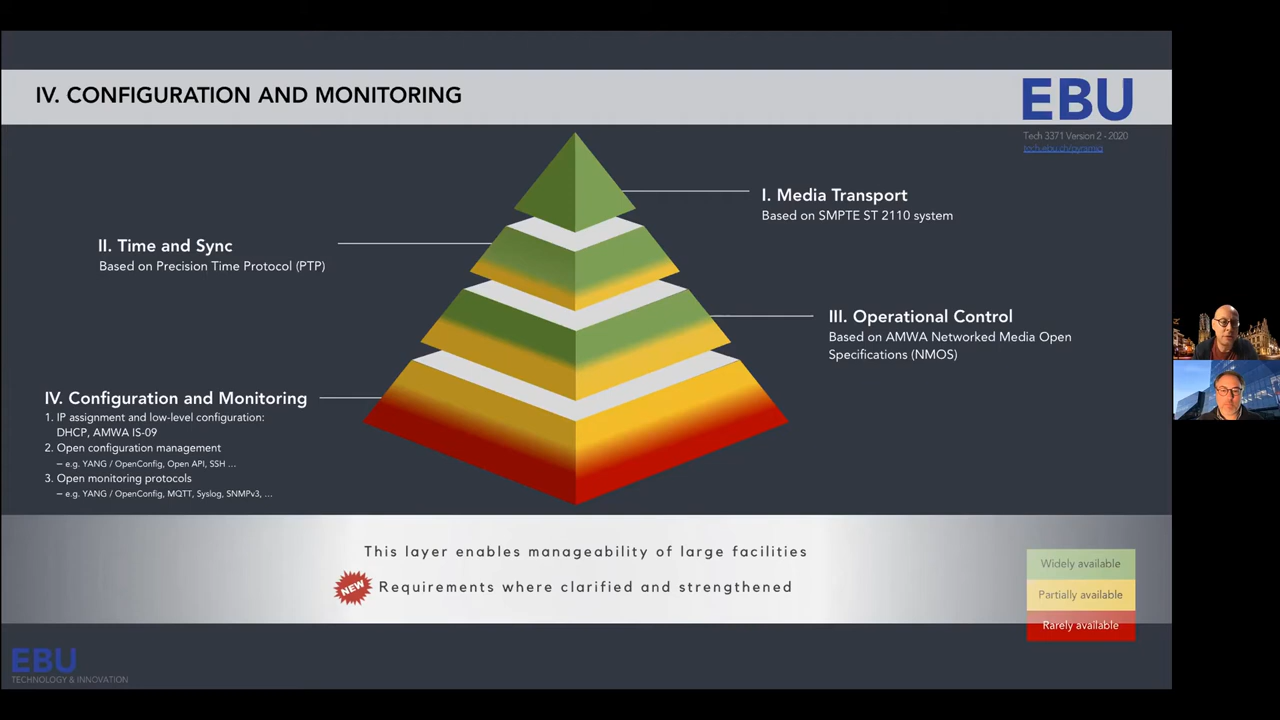 IV. CONFIGURATION AND MONITORING
EBU
Tech 3371 Version 2 - 2020
tech.ebu.ch/pyramid
I. Media Transport
Based on SMPTE ST 2110 system
II. Time and Sync
Based on Precision Time Protocol (PTP)
III. Operational Control
Based on AMWA Networked Media Open
Specifications (NMOS)
IV. Configuration and Monitoring
1. IP assignment and low-level configuration:
DHCP, AMWA IS-09
2. Open configuration management
– e.g. YANG / OpenConfig, Open API, SSH ...
3. Open monitoring protocols
– e.g. YANG / OpenConfig, MQTT, Syslog, SNMPv3, ...
This layer enables manageability of large facilities
NEW
Requirements where clarified and strengthened
Widely available
Partially available
Rarely available
EBU
TECHNOLOGY & INNOVATION